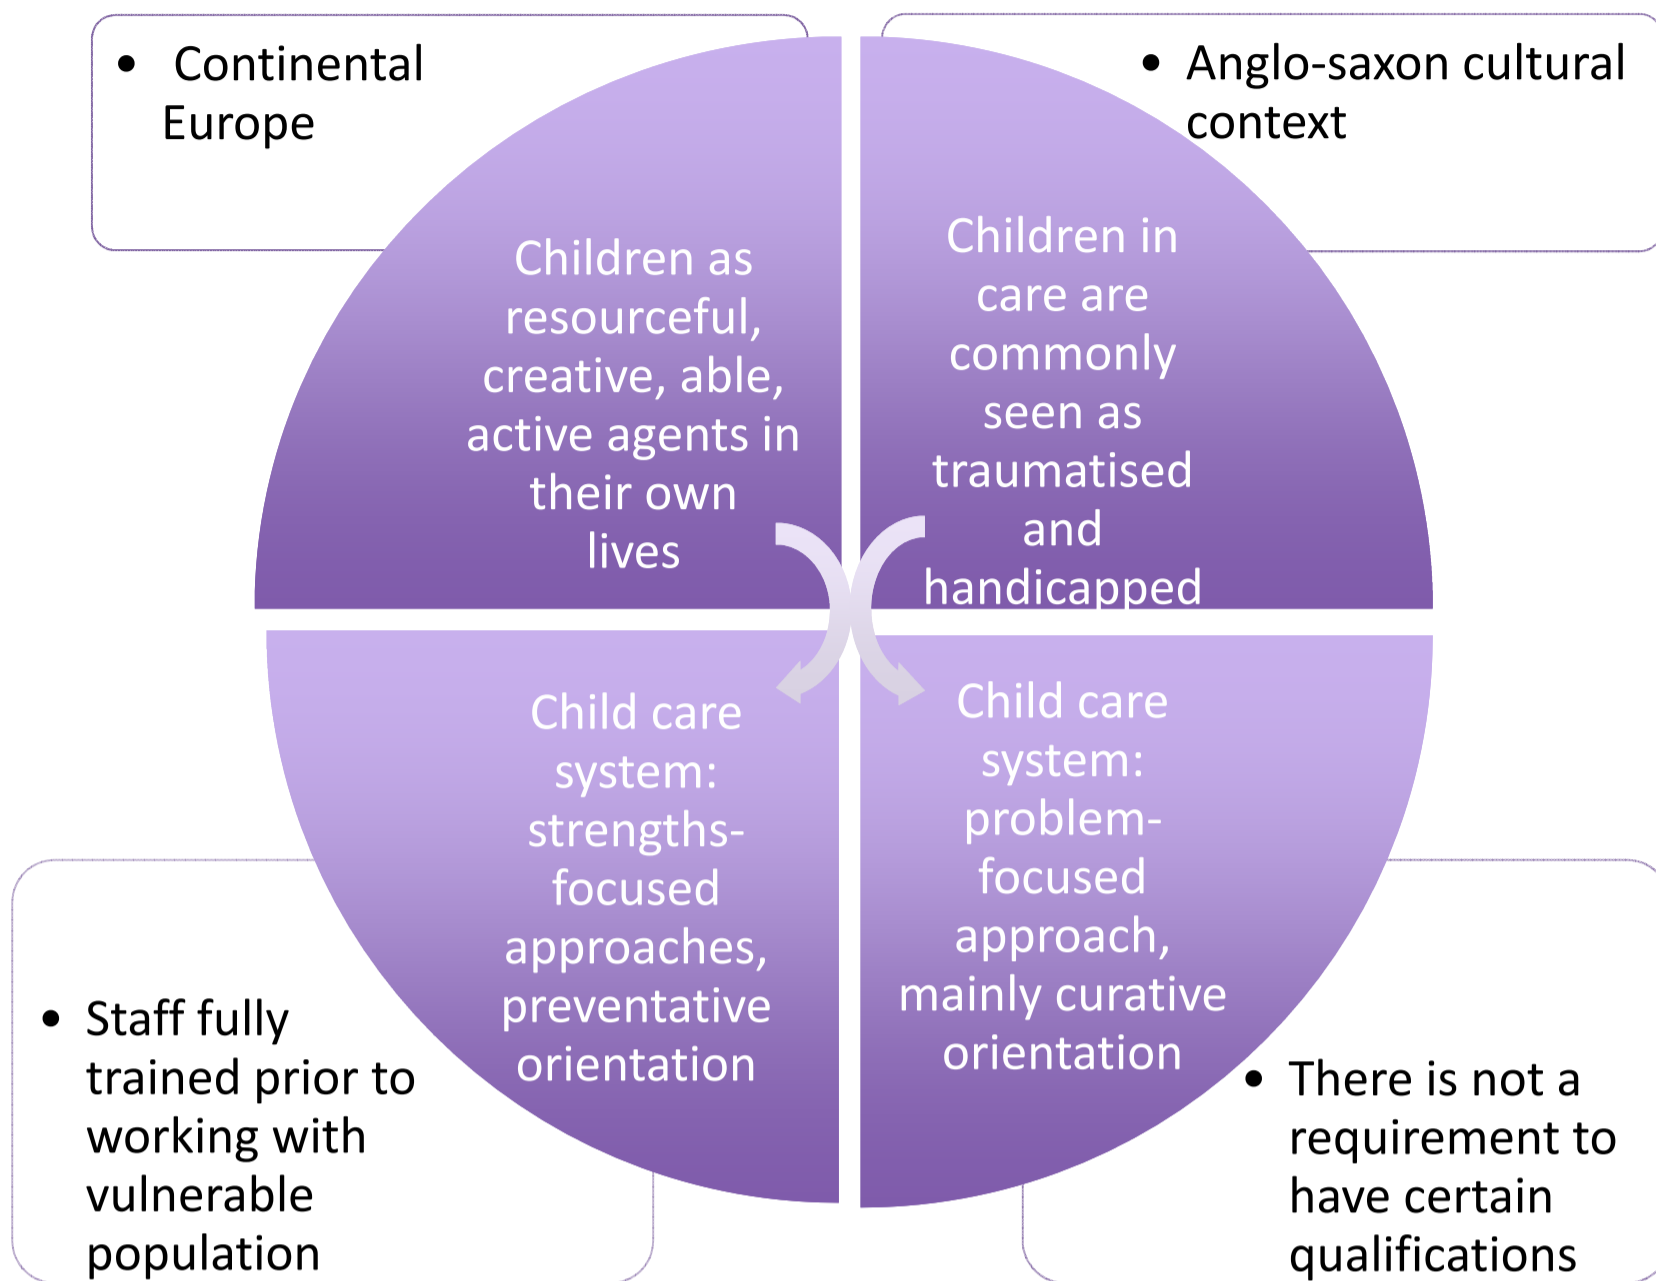 • Continental
Europe
• Anglo-saxon cultural
context
Children as
resourceful,
creative, able,
active agents in
their own
lives
Children in
care are
commonly
seen as
traumatised
and
handicapped
Child care
system:
strengths-
focused
approaches,
preventative
orientation
Child care
system:
problem-
focused
approach,
mainly curative
orientation
• Staff fully
trained prior to
working with
vulnerable
population
• There is not a
requirement to
have certain
qualifications